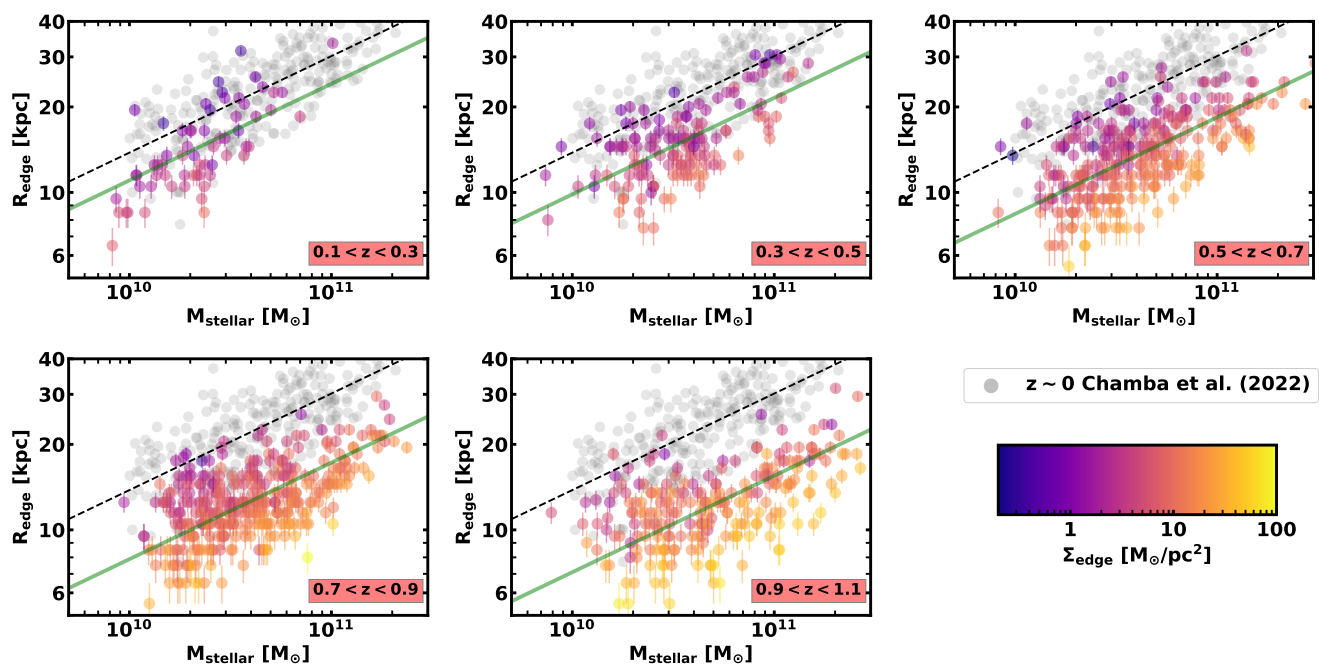 40
30
20
10
6
R_edge [kpc]
0.1 < z < 0.3
10^10 10^11
M_stellar [M_⊙]
40
30
20
10
6
R_edge [kpc]
0.3 < z < 0.5
10^10 10^11
M_stellar [M_⊙]
40
30
20
10
6
R_edge [kpc]
0.5 < z < 0.7
10^10 10^11
M_stellar [M_⊙]
40
30
20
10
6
R_edge [kpc]
0.7 < z < 0.9
10^10 10^11
M_stellar [M_⊙]
40
30
20
10
6
R_edge [kpc]
0.9 < z < 1.1
10^10 10^11
M_stellar [M_⊙]
z ~ 0 Chamba et al. (2022)
1 10 100
Σ_edge [M_⊙/pc^2]